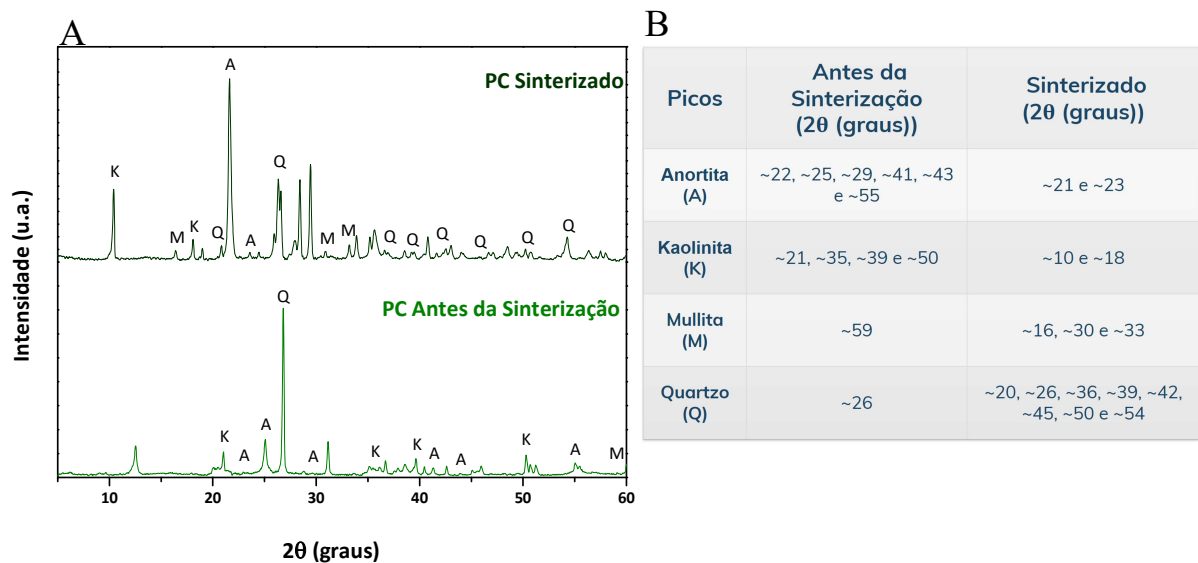 A
PC Sinterizado
A
K
Q
M
K
Q
A
M
M
Q
Q
Q
Q
Q
Q
PC Antes da Sinterização
Q
K
A
A
A
K
K
A
A
K
A
M
Intensidade (u.a.)
10
20
30
40
50
60
2θ (graus)
B
Picos
Antes da
Sinterização
(2θ (graus))
Sinterizado
(2θ (graus))
Anortita
(A)
~22, ~25, ~29, ~41, ~43
e ~55
~21 e ~23
Kaolinita
(K)
~21, ~35, ~39 e ~50
~10 e ~18
Mullita
(M)
~59
~16, ~30 e ~33
Quartzo
(Q)
~26
~20, ~26, ~36, ~39, ~42,
~45, ~50 e ~54